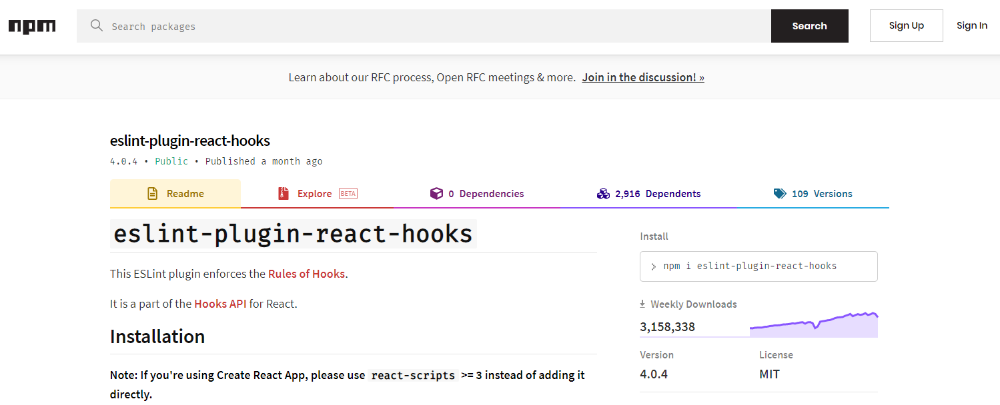 npm
Search packages
Search
Sign Up
Sign In
Learn about our RFC process, Open RFC meetings & more. Join in the discussion! »
eslint-plugin-react-hooks
4.0.4 • Public • Published a month ago
Readme
Explore BETA
0 Dependencies
2,916 Dependents
109 Versions
eslint-plugin-react-hooks
This ESLint plugin enforces the Rules of Hooks.
It is a part of the Hooks API for React.
Installation
Note: If you're using Create React App, please use react-scripts >= 3 instead of adding it
directly.
Install
> npm i eslint-plugin-react-hooks
Weekly Downloads
3,158,338
Version
4.0.4
License
MIT